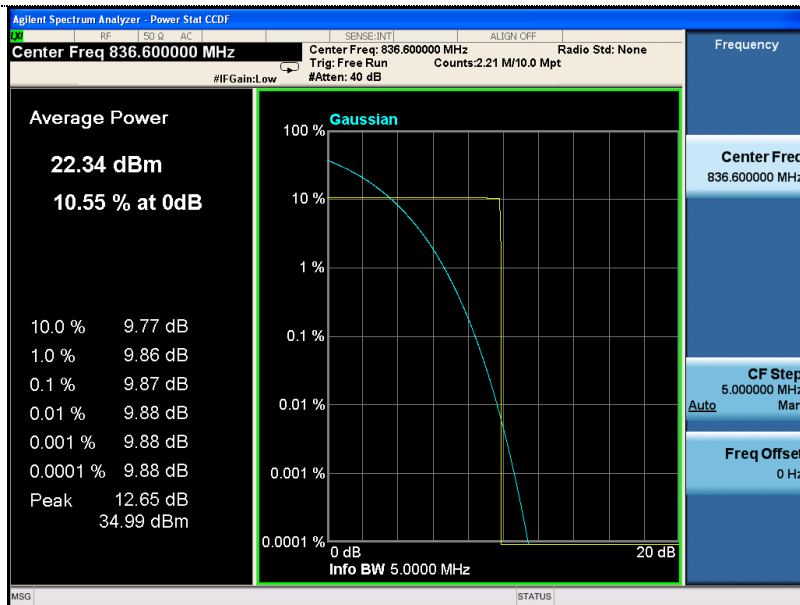 Agilent Spectrum Analyzer - Power Stat CCDF
LXI RF 50 Ω AC SENSE:INT ALIGN OFF
Center Freq 836.600000 MHz
#IFGain:Low
Center Freq: 836.600000 MHz Radio Std: None
Trig: Free Run Counts:2.21 M/10.0 Mpt
#Atten: 40 dB
Average Power
22.34 dBm
10.55 % at 0dB
10.0 % 9.77 dB
1.0 % 9.86 dB
0.1 % 9.87 dB
0.01 % 9.88 dB
0.001 % 9.88 dB
0.0001 % 9.88 dB
Peak 12.65 dB
34.99 dBm
Gaussian
100 %
10 %
1 %
0.1 %
0.01 %
0.001 %
0.0001 %
0 dB 20 dB
Info BW 5.0000 MHz
Frequency
Center Freq
836.600000 MHz
CF Step
5.000000 MHz
Auto Man
Freq Offset
0 Hz
MSG STATUS